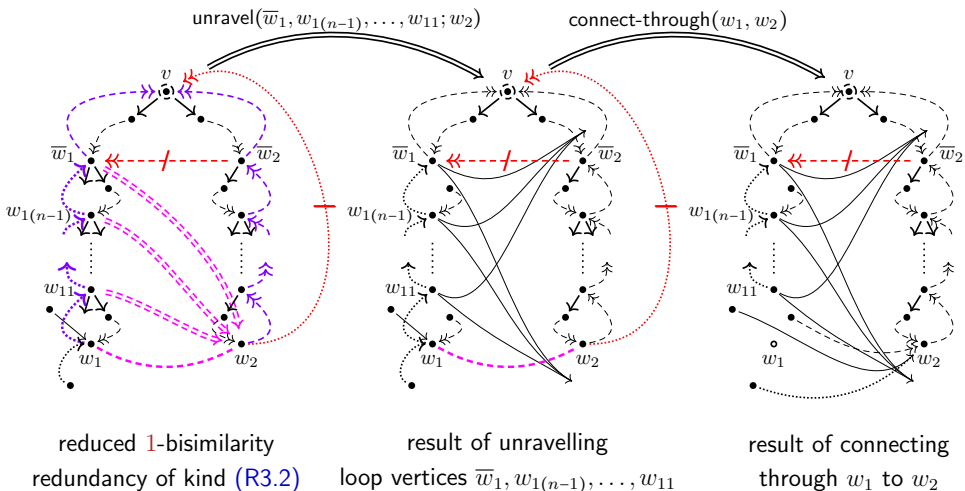 unravel(w̅₁, w₁₍ₙ₋₁₎, . . . , w₁₁; w₂)
connect-through(w₁, w₂)
v
v
v
w̅₁
w̅₂
w̅₁
w̅₂
w̅₁
w̅₂
w₁₍ₙ₋₁₎
w₁₍ₙ₋₁₎
w₁₍ₙ₋₁₎
w₁₁
w₁₁
w₁₁
w₁
w₂
w₁
w₂
w₁
w₂
reduced 1-bisimilarity
redundancy of kind (R3.2)
result of unravelling
loop vertices w̅₁, w₁₍ₙ₋₁₎, . . . , w₁₁
result of connecting
through w₁ to w₂